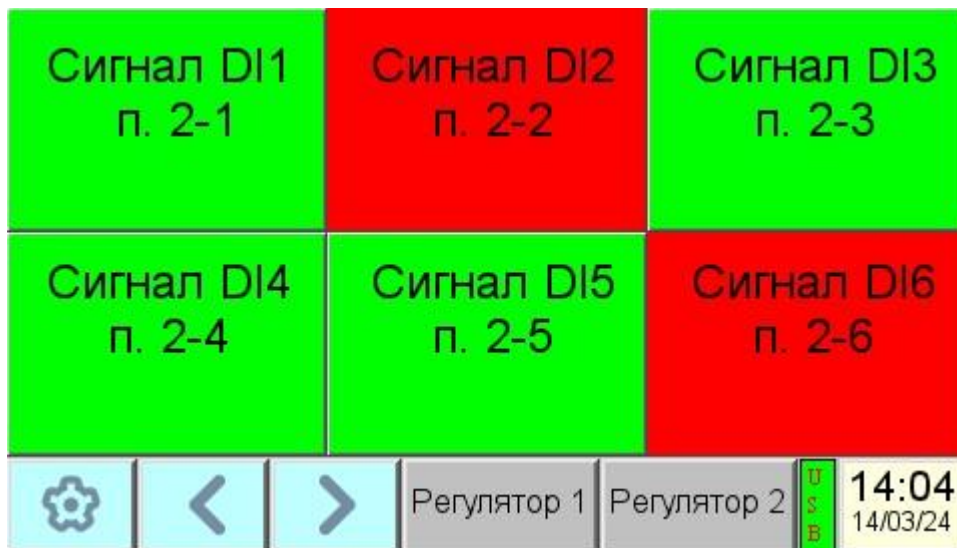 Сигнал DI1
п. 2-1
Сигнал DI2
п. 2-2
Сигнал DI3
п. 2-3
Сигнал DI4
п. 2-4
Сигнал DI5
п. 2-5
Сигнал DI6
п. 2-6
Регулятор 1
Регулятор 2
USB
14:04
14/03/24